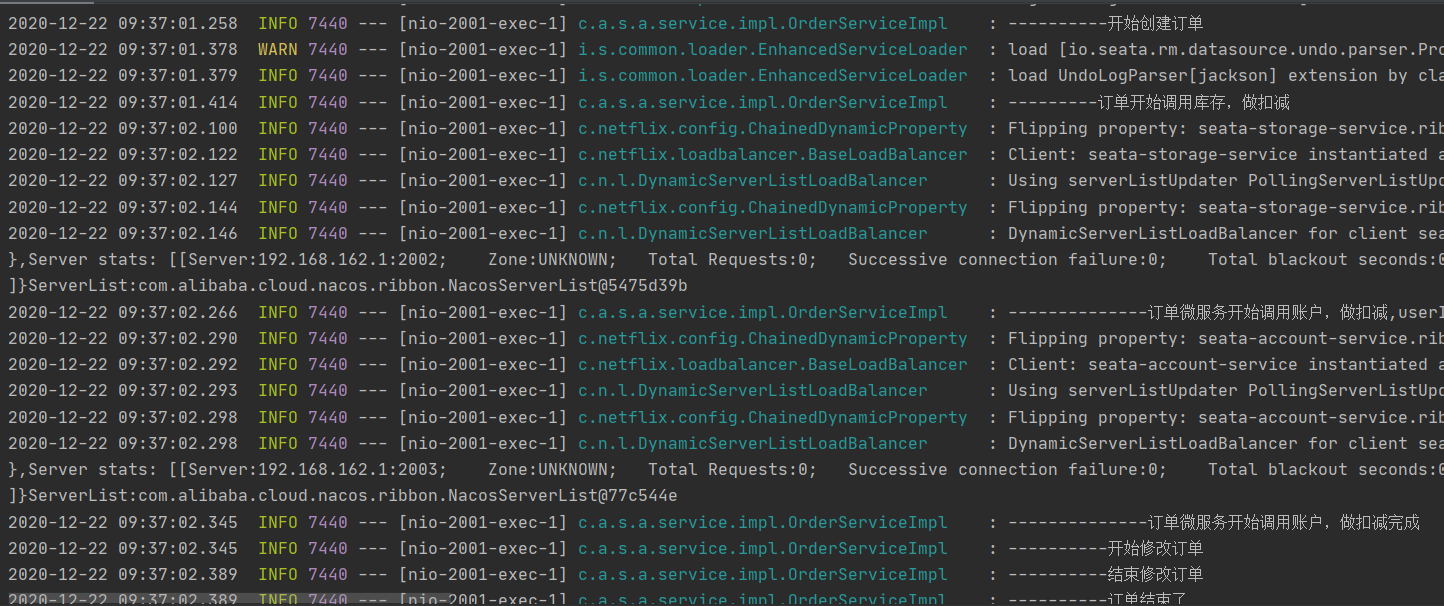 2020-12-22 09:37:01.258  INFO 7440 --- [nio-2001-exec-1] c.a.s.a.service.impl.OrderServiceImpl    : ----------开始创建订单
2020-12-22 09:37:01.378  WARN 7440 --- [nio-2001-exec-1] i.s.common.loader.EnhancedServiceLoader  : load [io.seata.rm.datasource.undo.parser.Pro
2020-12-22 09:37:01.379  INFO 7440 --- [nio-2001-exec-1] i.s.common.loader.EnhancedServiceLoader  : load UndoLogParser[jackson] extension by cla
2020-12-22 09:37:01.414  INFO 7440 --- [nio-2001-exec-1] c.a.s.a.service.impl.OrderServiceImpl    : ---------订单开始调用库存，做扣减
2020-12-22 09:37:02.100  INFO 7440 --- [nio-2001-exec-1] c.netflix.config.ChainedDynamicProperty  : Flipping property: seata-storage-service.rib
2020-12-22 09:37:02.122  INFO 7440 --- [nio-2001-exec-1] c.netflix.loadbalancer.BaseLoadBalancer  : Client: seata-storage-service instantiated a
2020-12-22 09:37:02.127  INFO 7440 --- [nio-2001-exec-1] c.n.l.DynamicServerListLoadBalancer      : Using serverListUpdater PollingServerListUpd
2020-12-22 09:37:02.144  INFO 7440 --- [nio-2001-exec-1] c.netflix.config.ChainedDynamicProperty  : Flipping property: seata-storage-service.rib
2020-12-22 09:37:02.146  INFO 7440 --- [nio-2001-exec-1] c.n.l.DynamicServerListLoadBalancer      : DynamicServerListLoadBalancer for client sea
},Server stats: [[Server:192.168.162.1:2002;    Zone:UNKNOWN;   Total Requests:0;   Successive connection failure:0;    Total blackout seconds:0
]}ServerList:com.alibaba.cloud.nacos.ribbon.NacosServerList@5475d39b
2020-12-22 09:37:02.266  INFO 7440 --- [nio-2001-exec-1] c.a.s.a.service.impl.OrderServiceImpl    : --------------订单微服务开始调用账户，做扣减,userI
2020-12-22 09:37:02.290  INFO 7440 --- [nio-2001-exec-1] c.netflix.config.ChainedDynamicProperty  : Flipping property: seata-account-service.rib
2020-12-22 09:37:02.292  INFO 7440 --- [nio-2001-exec-1] c.netflix.loadbalancer.BaseLoadBalancer  : Client: seata-account-service instantiated a
2020-12-22 09:37:02.293  INFO 7440 --- [nio-2001-exec-1] c.n.l.DynamicServerListLoadBalancer      : Using serverListUpdater PollingServerListUpd
2020-12-22 09:37:02.298  INFO 7440 --- [nio-2001-exec-1] c.netflix.config.ChainedDynamicProperty  : Flipping property: seata-account-service.rib
2020-12-22 09:37:02.298  INFO 7440 --- [nio-2001-exec-1] c.n.l.DynamicServerListLoadBalancer      : DynamicServerListLoadBalancer for client sea
},Server stats: [[Server:192.168.162.1:2003;    Zone:UNKNOWN;   Total Requests:0;   Successive connection failure:0;    Total blackout seconds:0
]}ServerList:com.alibaba.cloud.nacos.ribbon.NacosServerList@77c544e
2020-12-22 09:37:02.345  INFO 7440 --- [nio-2001-exec-1] c.a.s.a.service.impl.OrderServiceImpl    : --------------订单微服务开始调用账户，做扣减完成
2020-12-22 09:37:02.345  INFO 7440 --- [nio-2001-exec-1] c.a.s.a.service.impl.OrderServiceImpl    : ----------开始修改订单
2020-12-22 09:37:02.389  INFO 7440 --- [nio-2001-exec-1] c.a.s.a.service.impl.OrderServiceImpl    : ----------结束修改订单
2020-12-22 09:37:02.389  INFO 7440 --- [nio-2001-exec-1] c.a.s.a.service.impl.OrderServiceImpl    : ----------订单结束了